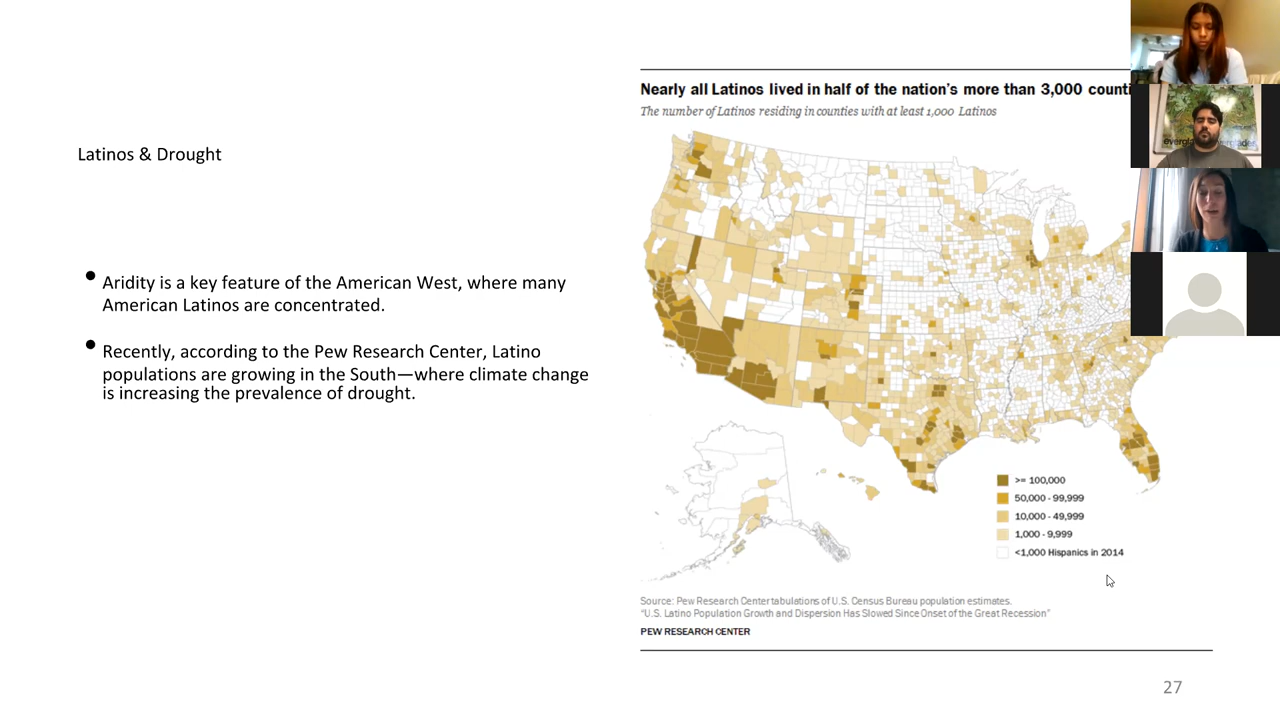 Latinos & Drought
• Aridity is a key feature of the American West, where many
American Latinos are concentrated.
• Recently, according to the Pew Research Center, Latino
populations are growing in the South—where climate change
is increasing the prevalence of drought.
Nearly all Latinos lived in half of the nation's more than 3,000 counti
The number of Latinos residing in counties with at least 1,000 Latinos
>= 100,000
50,000 - 99,999
10,000 - 49,999
1,000 - 9,999
<1,000 Hispanics in 2014
Source: Pew Research Center tabulations of U.S. Census Bureau population estimates.
"U.S. Latino Population Growth and Dispersion Has Slowed Since Onset of the Great Recession"
PEW RESEARCH CENTER
27